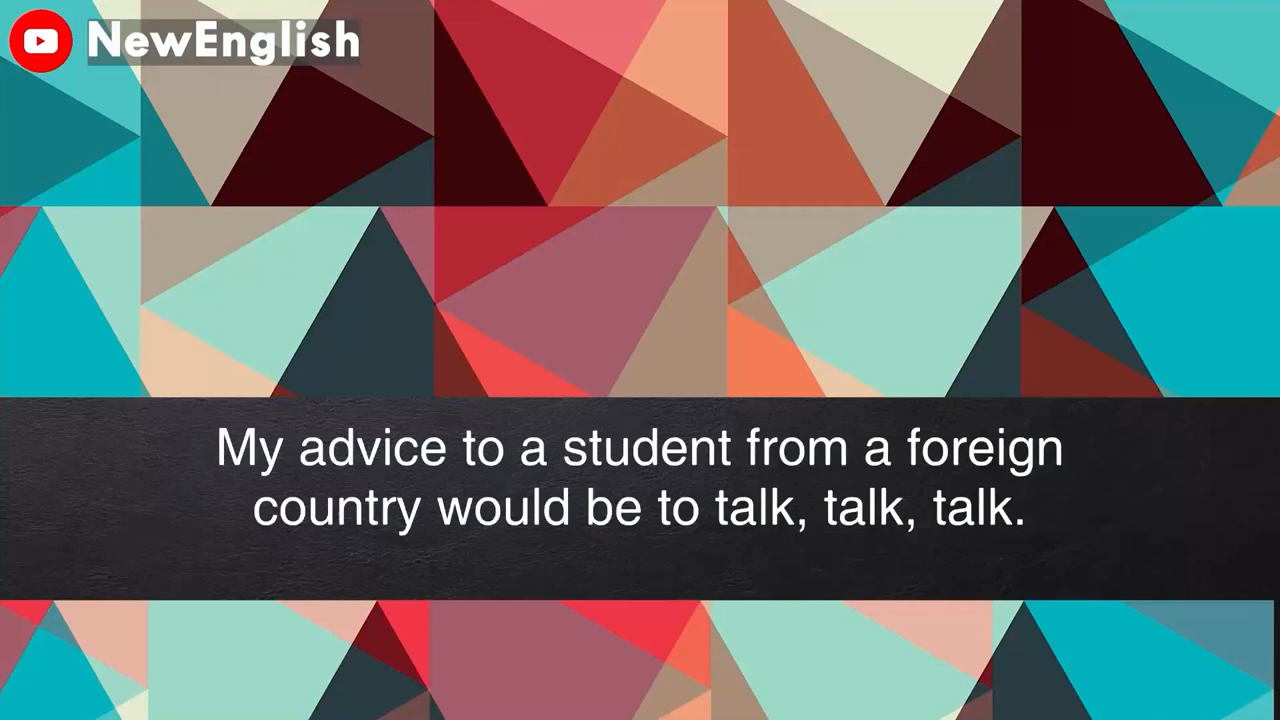 NewEnglish
My advice to a student from a foreign
country would be to talk, talk, talk.